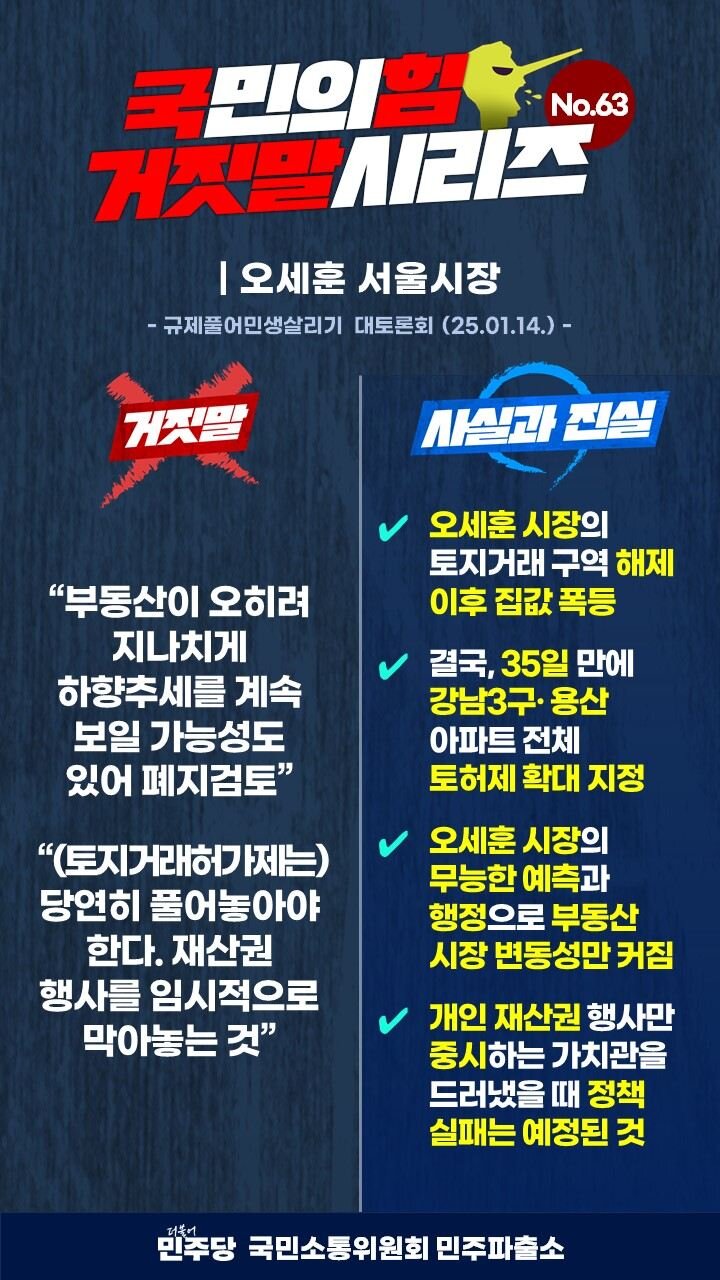 국민의힘
No.63
거짓말시리즈
| 오세훈 서울시장
- 규제풀어민생살리기 대토론회 (25.01.14.) -
거짓말
“부동산이 오히려
지나치게
하향추세를 계속
보일 가능성도
있어 폐지검토”
“(토지거래허가제는)
당연히 풀어놓아야
한다. 재산권
행사를 임시적으로
막아놓는 것”
사실과 진실
✔ 오세훈 시장의
토지거래 구역 해제
이후 집값 폭등
✔ 결국, 35일 만에
강남3구· 용산
아파트 전체
토허제 확대 지정
✔ 오세훈 시장의
무능한 예측과
행정으로 부동산
시장 변동성만 커짐
✔ 개인 재산권 행사만
중시하는 가치관을
드러냈을 때 정책
실패는 예정된 것
더불어
민주당 국민소통위원회 민주파출소